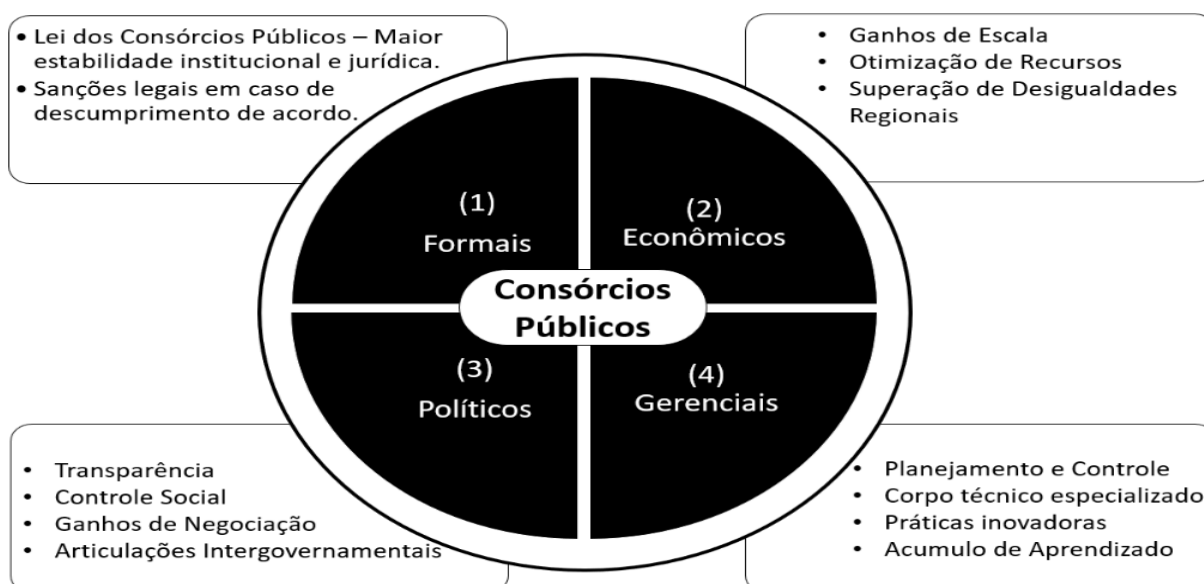 • Lei dos Consórcios Públicos – Maior
estabilidade institucional e jurídica.
• Sanções legais em caso de
descumprimento de acordo.
• Ganhos de Escala
• Otimização de Recursos
• Superação de Desigualdades
Regionais
(1)
Formais
(2)
Econômicos
Consórcios
Públicos
(3)
Políticos
(4)
Gerenciais
• Transparência
• Controle Social
• Ganhos de Negociação
• Articulações Intergovernamentais
• Planejamento e Controle
• Corpo técnico especializado
• Práticas inovadoras
• Acumulo de Aprendizado